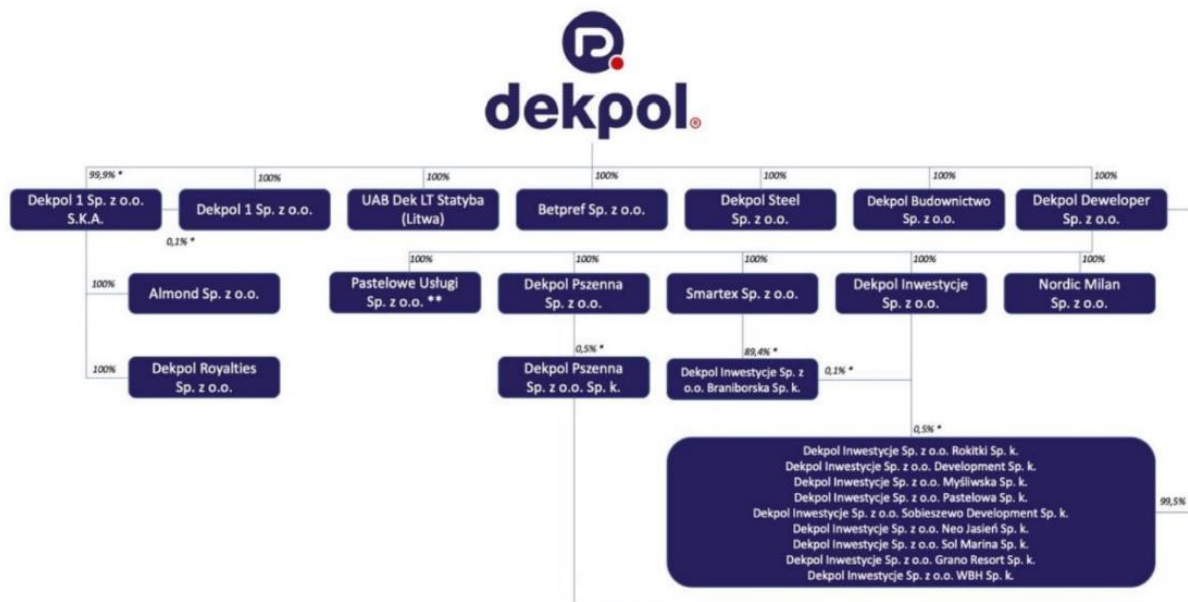 dekpol®
99,9% *
100%
100%
100%
100%
100%
100%
Dekpol 1 Sp. z o.o.
S.K.A.
Dekpol 1 Sp. z o.o.
UAB Dek LT Statyba
(Litwa)
Betpref Sp. z o.o.
Dekpol Steel
Sp. z o.o.
Dekpol Budownictwo
Sp. z o.o.
Dekpol Deweloper
Sp. z o.o.
0,1% *
100%
100%
100%
100%
100%
100%
Almond Sp. z o.o.
Pastelowe Usługi
Sp. z o.o. **
Dekpol Pszenna
Sp. z o.o.
Smartex Sp. z o.o.
Dekpol Inwestycje
Sp. z o.o.
Nordic Milan
Sp. z o.o.
100%
Dekpol Royalties
Sp. z o.o.
0,5% *
Dekpol Pszenna
Sp. z o.o. Sp. k.
89,4% *
Dekpol Inwestycje Sp. z
o.o. Braniborska Sp. k.
0,1% *
0,5% *
Dekpol Inwestycje Sp. z o.o. Rokitki Sp. k.
Dekpol Inwestycje Sp. z o.o. Development Sp. k.
Dekpol Inwestycje Sp. z o.o. Myśliwska Sp. k.
Dekpol Inwestycje Sp. z o.o. Pastelowa Sp. k.
Dekpol Inwestycje Sp. z o.o. Sobieszewo Development Sp. k.
Dekpol Inwestycje Sp. z o.o. Neo Jasień Sp. k.
Dekpol Inwestycje Sp. z o.o. Sol Marina Sp. k.
Dekpol Inwestycje Sp. z o.o. Grano Resort Sp. k.
Dekpol Inwestycje Sp. z o.o. WBH Sp. k.
99,5%